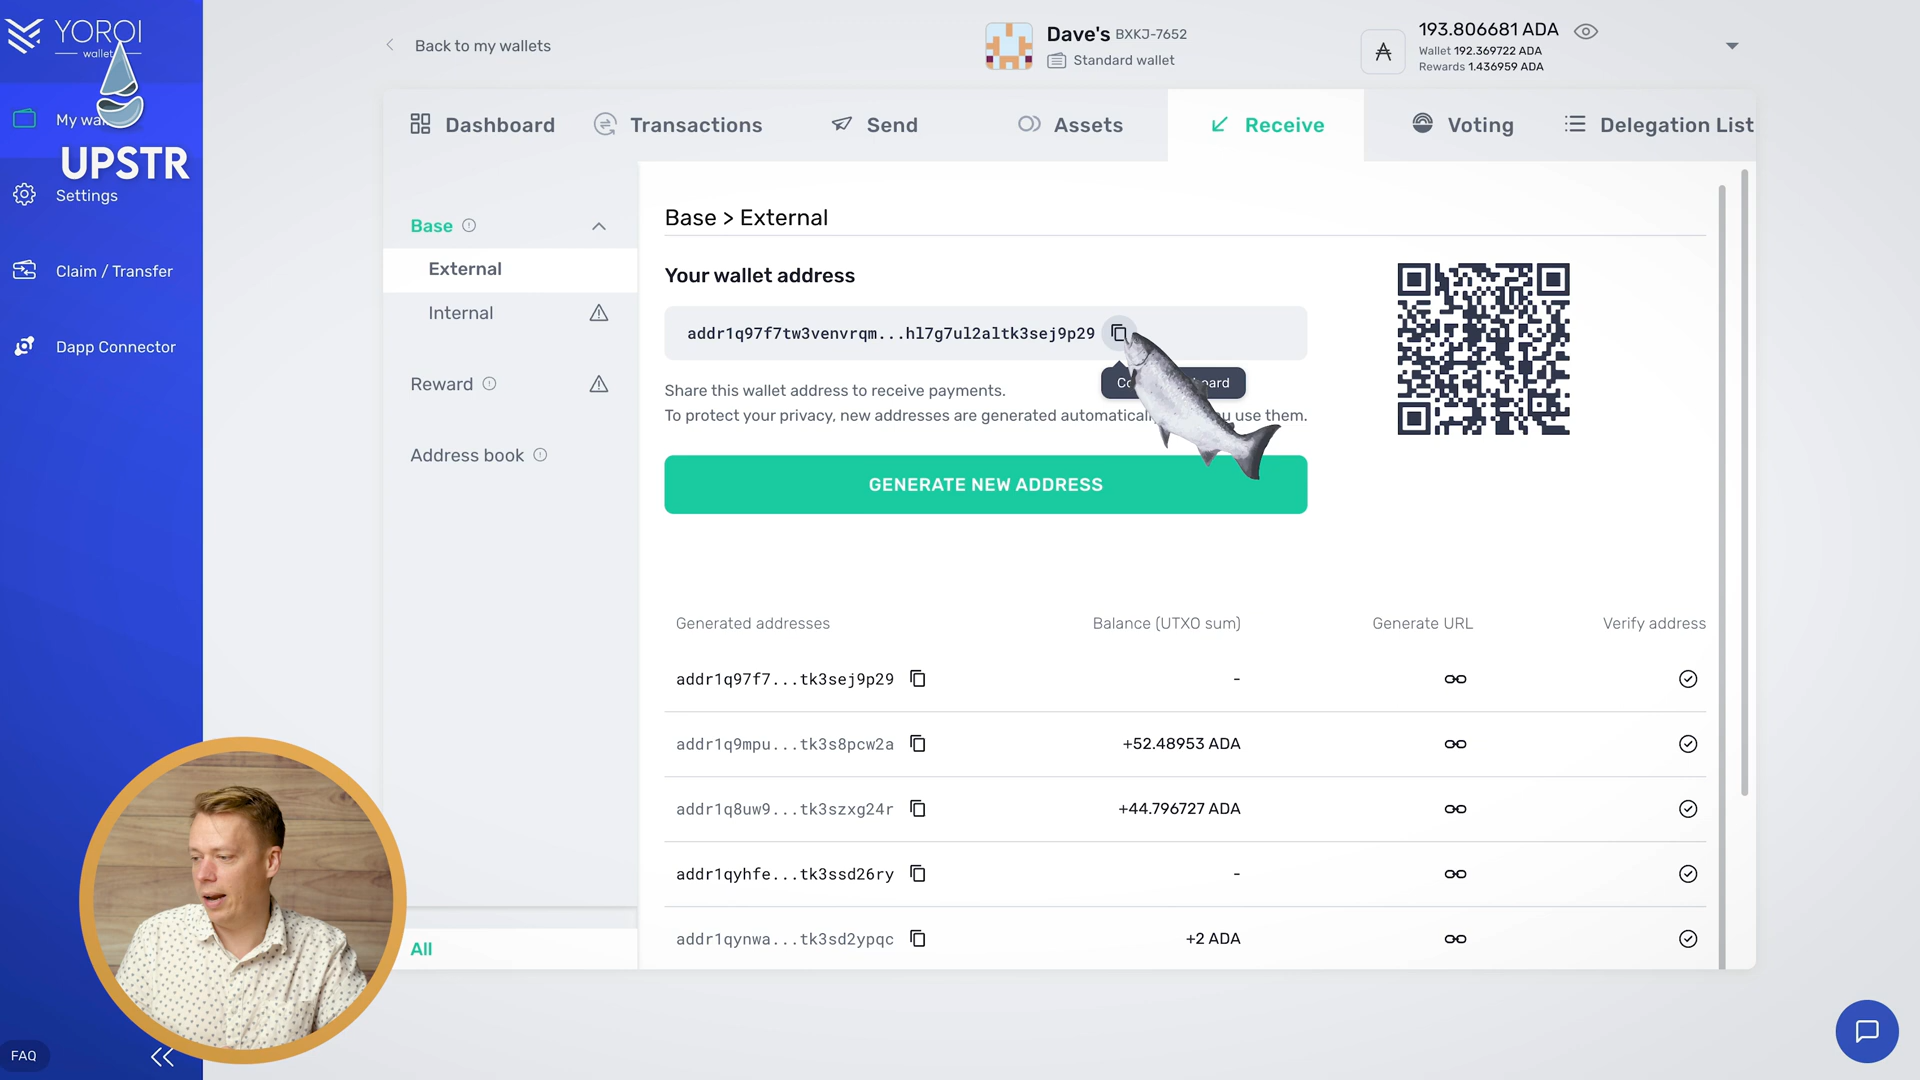 YOROI
wallet
UPSTR
Settings
Claim / Transfer
Dapp Connector
FAQ
Back to my wallets
Dave's BXKJ-7652
Standard wallet
193.806681 ADA
Wallet 192.369722 ADA
Rewards 1.436959 ADA
Dashboard
Transactions
Send
Assets
Receive
Voting
Delegation List
Base
External
Internal
Reward
Address book
All
Base > External
Your wallet address
addr1q97f7tw3venvrqm...hl7g7ul2altk3sej9p29
Share this wallet address to receive payments.
To protect your privacy, new addresses are generated use them.
GENERATE NEW ADDRESS
Generated addresses Balance (UTXO sum) Generate URL Verify address
addr1q97f7...tk3sej9p29 -
addr1q9mpu...tk3s8pcw2a +52.48953 ADA
addr1q8uw9...tk3szxg24r +44.796727 ADA
addr1qyhfe...tk3ssd26ry -
addr1qynwa...tk3sd2ypqc +2 ADA